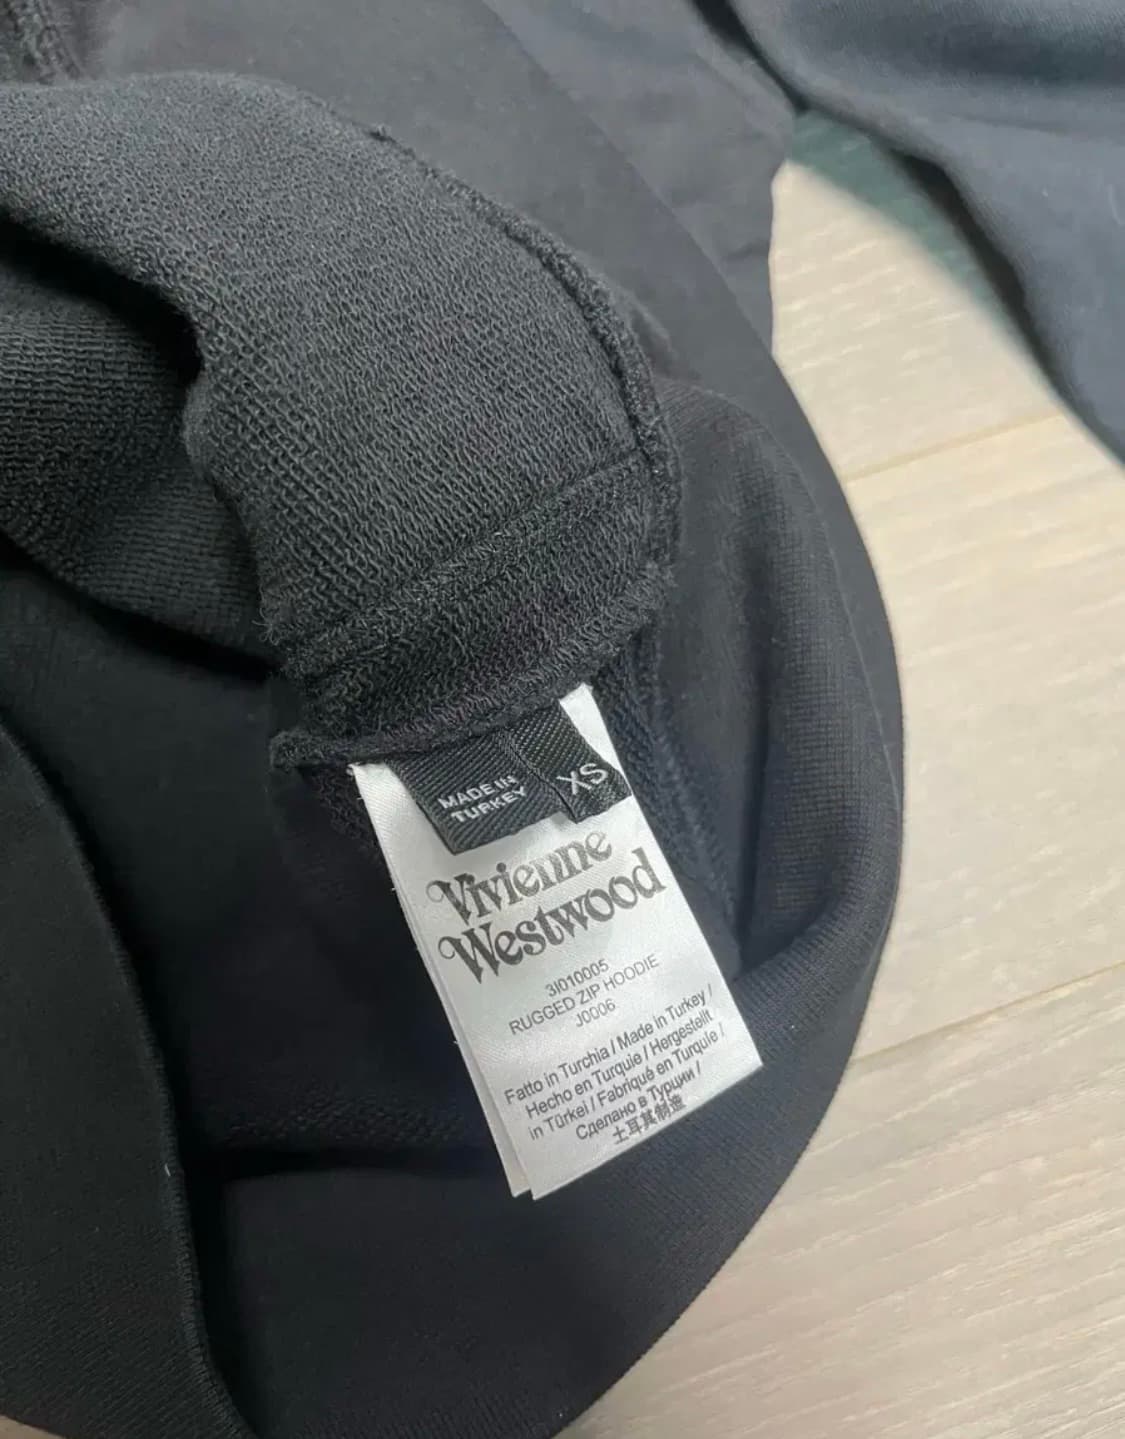 MADE IN
TURKEY
XS
Vivienne
Westwood
3I010005
RUGGED ZIP HOODIE
J0006
Fatto in Turchia / Made in Turkey /
Hecho en Turquie / Hergestellt
in Türkei / Fabriqué en Turquie /
Сделано в Турции /
土耳其制造